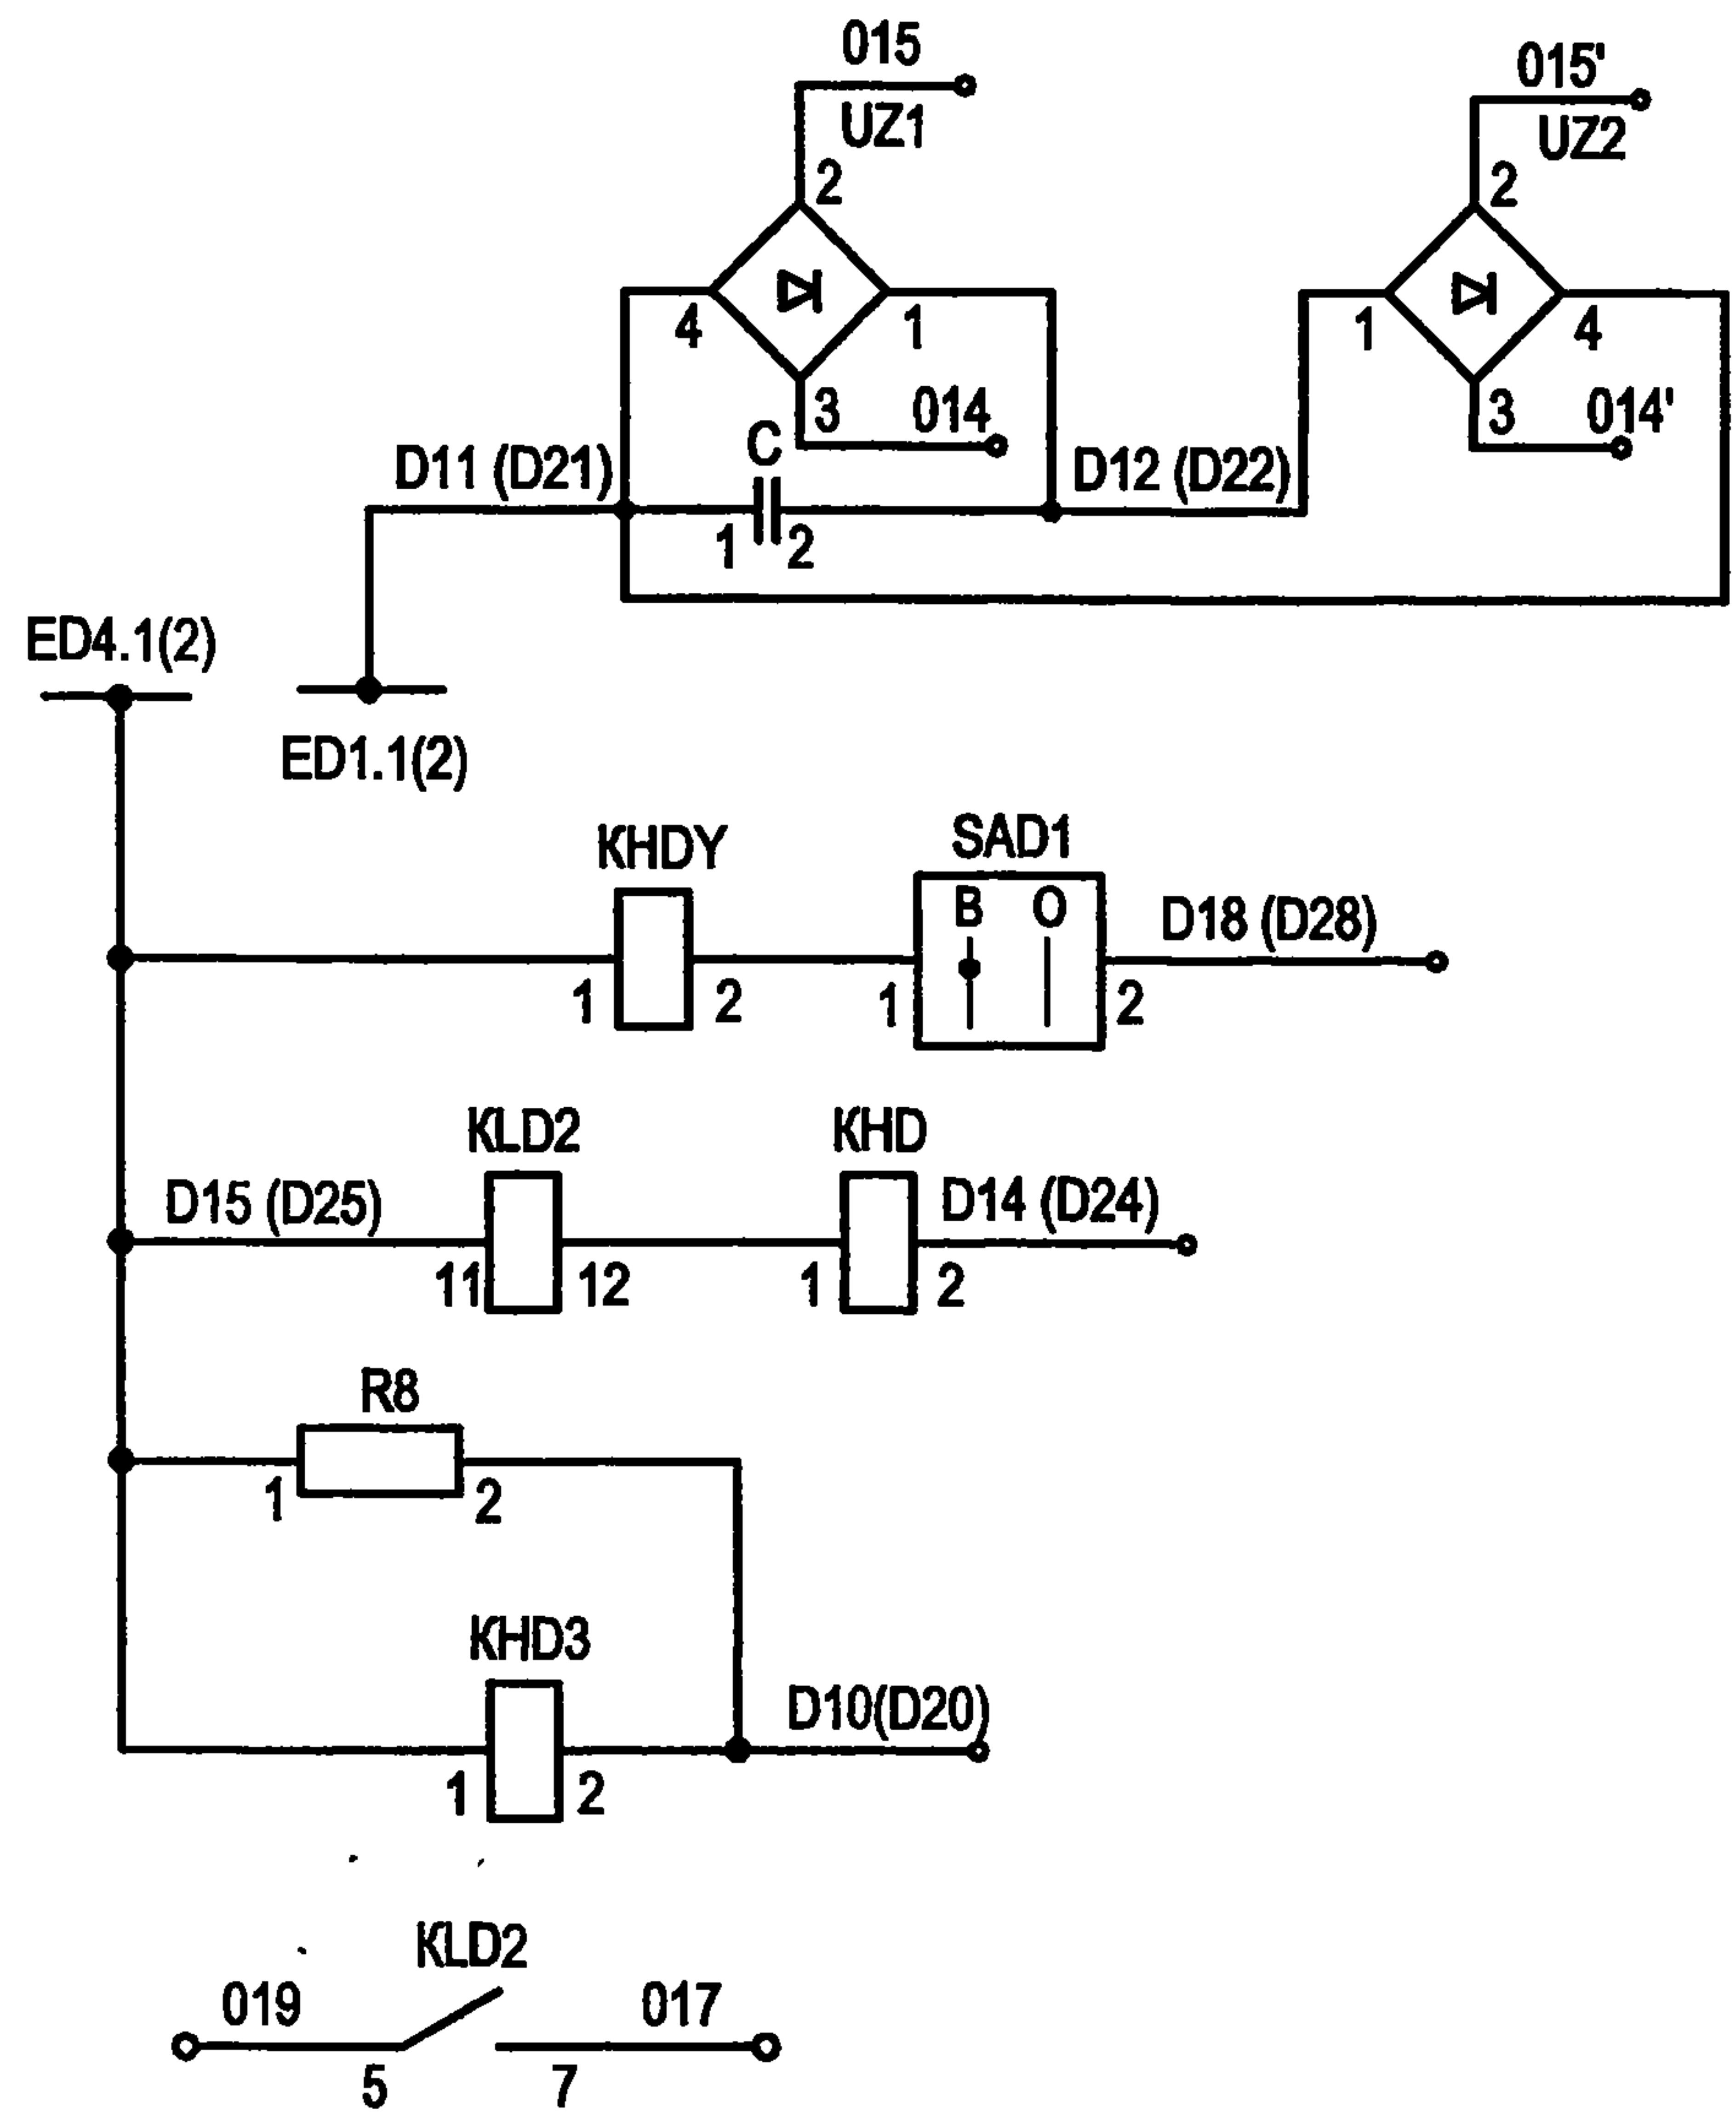 015
015'
UZ1
UZ2
2
2
4
1
1
4
3
014
3
014'
C
D11 (D21)
D12 (D22)
1
2
ED4.1(2)
ED1.1(2)
KHDY
SAD1
B
O
D18 (D28)
1
2
1
2
KLD2
KHD
D15 (D25)
D14 (D24)
11
12
1
2
R8
1
2
KHD3
D10(D20)
1
2
KLD2
019
017
5
7